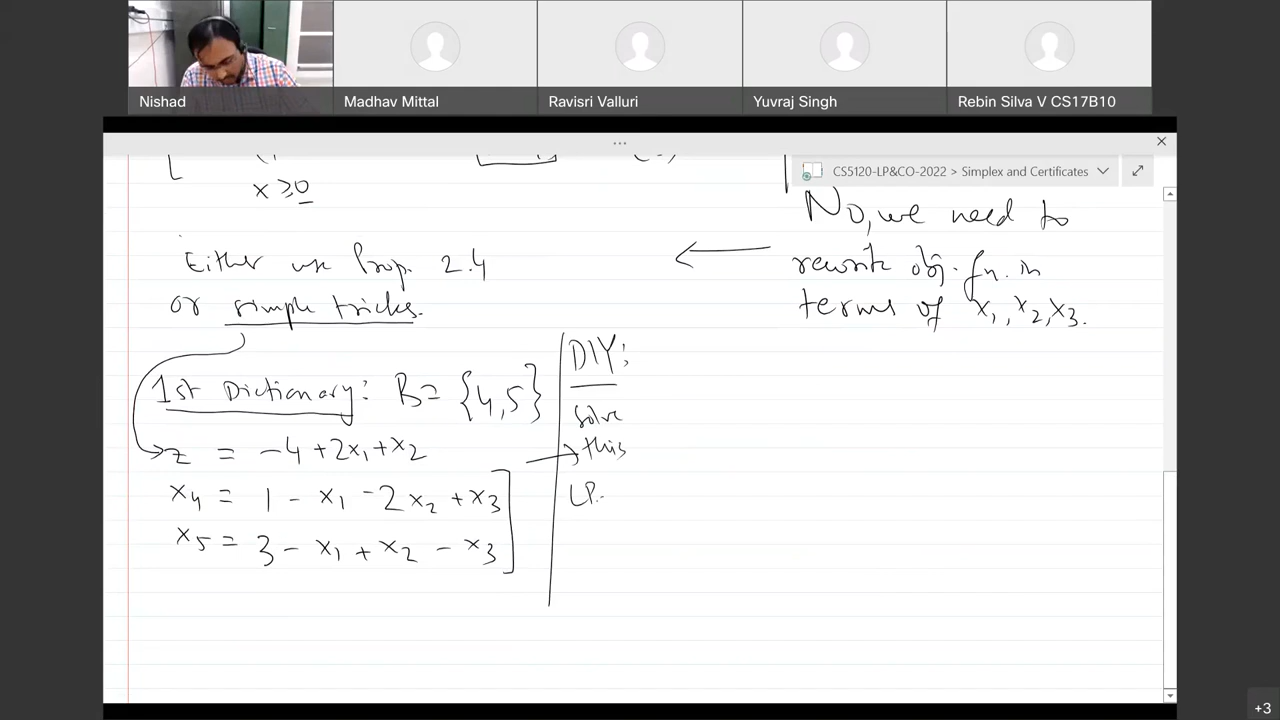 Nishad
Madhav Mittal
Ravisri Valluri
Yuvraj Singh
Rebin Silva V CS17B10
CS5120-LP&CO-2022 > Simplex and Certificates
x ≥ 0
No, we need to
rewrite obj. fn. in
terms of x₁, x₂, x₃.
Either use Prop. 2.4
or simple tricks.
1st Dictionary: B = {4,5}
z = -4 + 2x₁ + x₂
x₄ = 1 - x₁ - 2x₂ + x₃
x₅ = 3 - x₁ + x₂ - x₃
DIY:
solve
this
LP.
+3